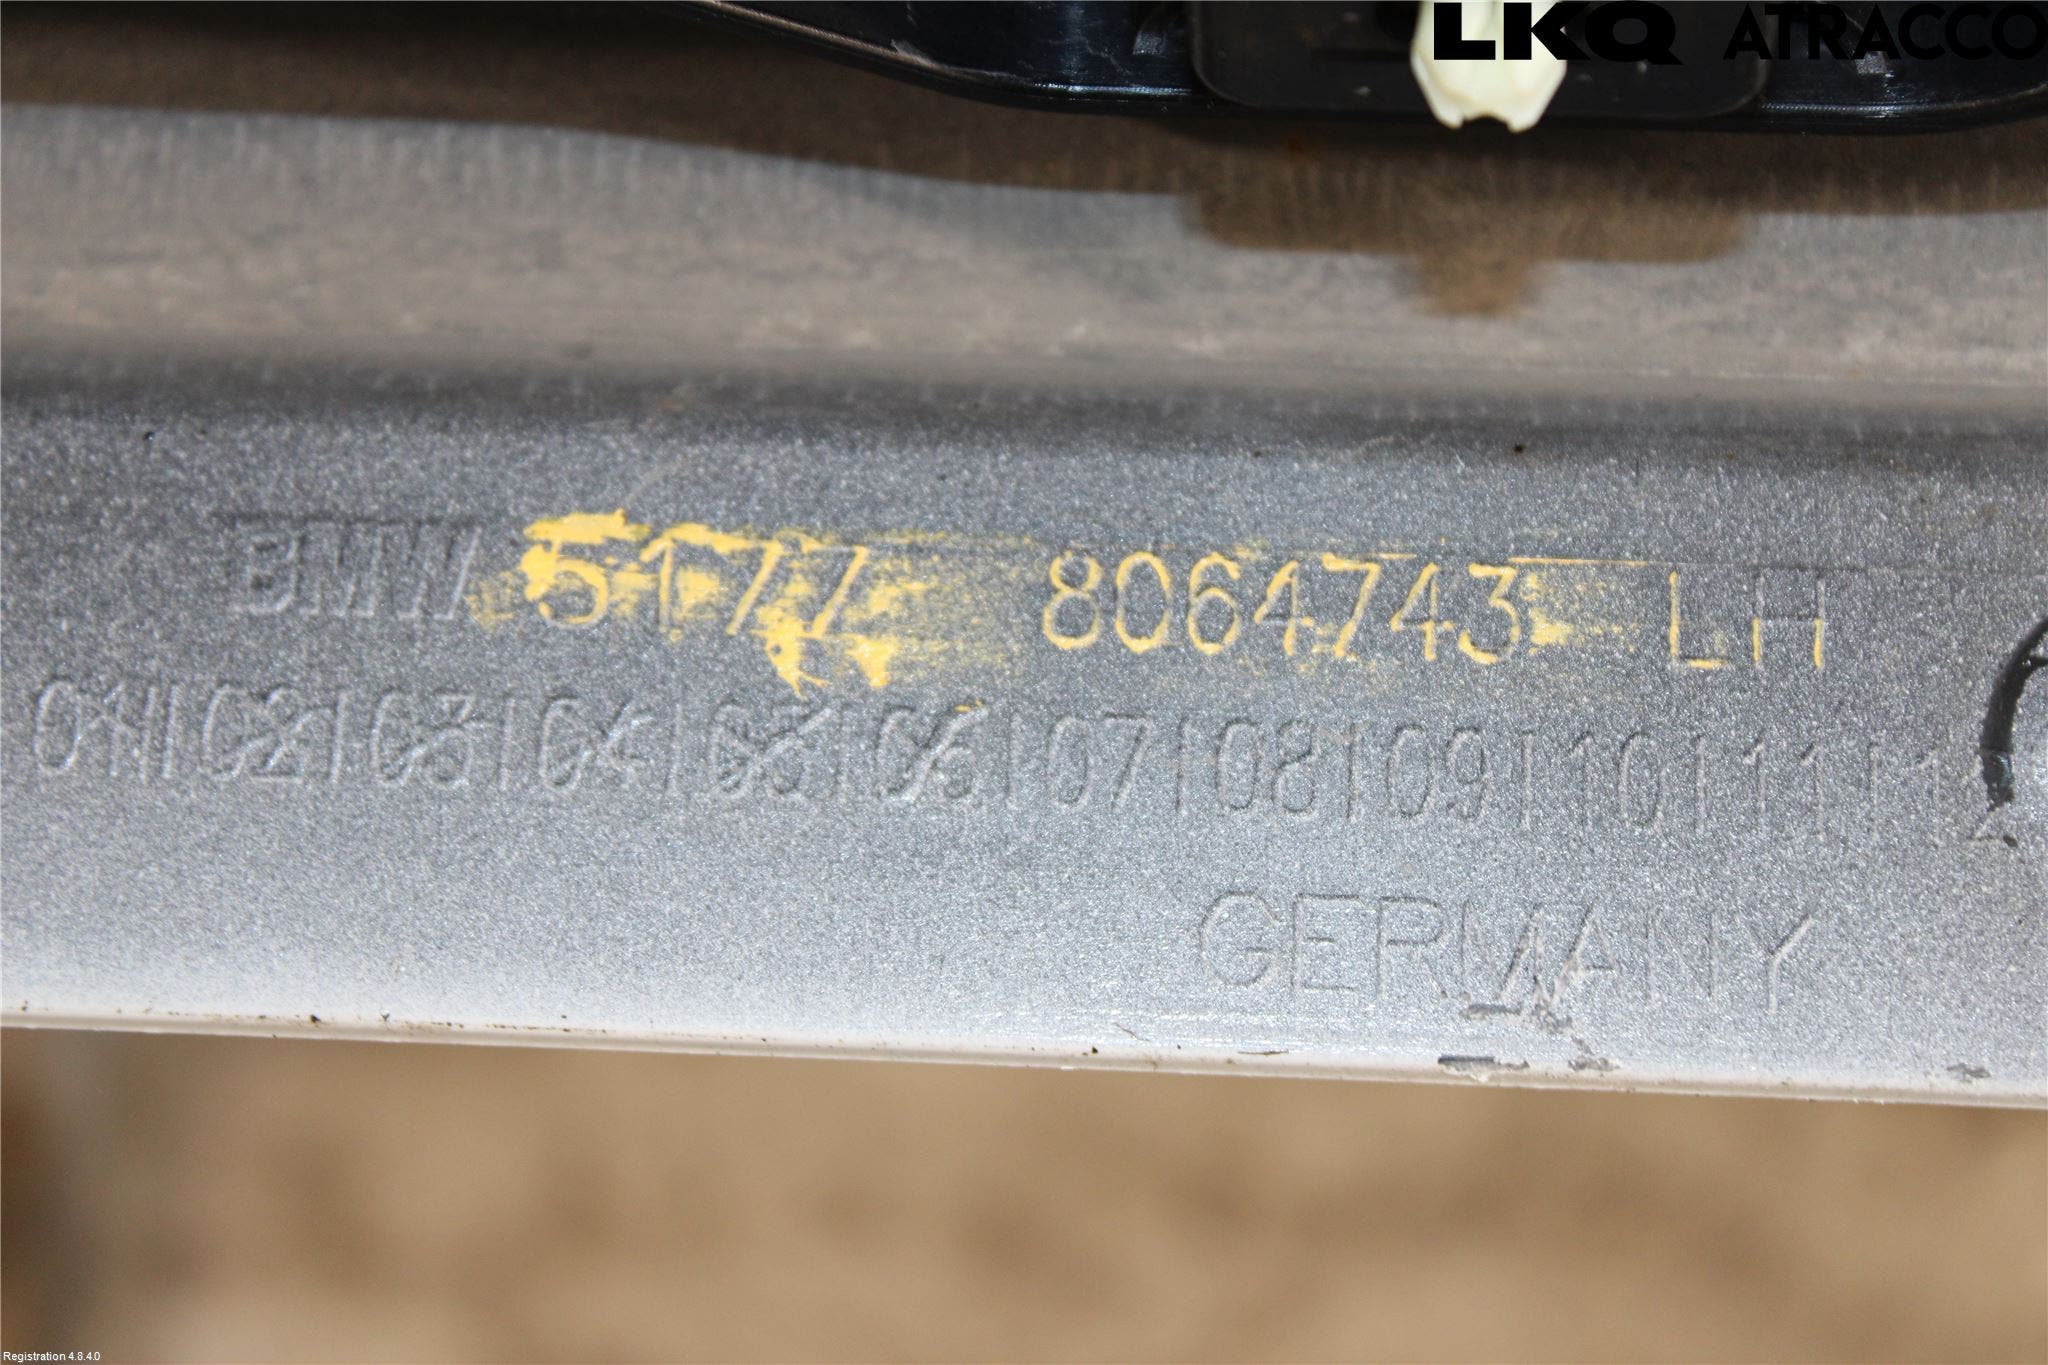 LKQ ATRACCO
BMW 5177 8064743 LH
01|02|03|04|05|06|07|08|09|10|11|12
GERMANY
Registration 4.8.4.0